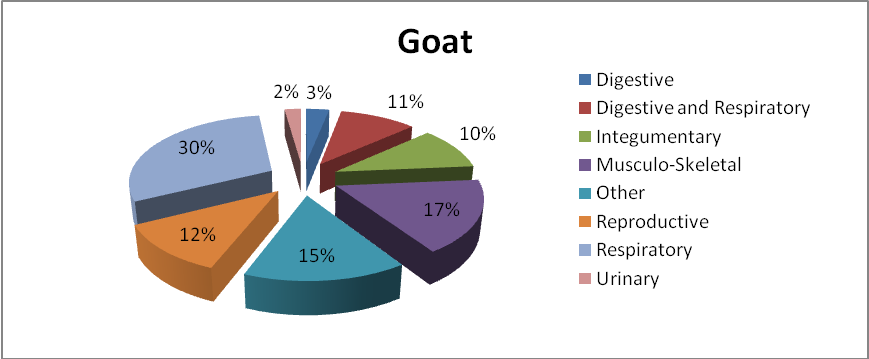 Goat
2%
3%
11%
10%
17%
15%
12%
30%
Digestive
Digestive and Respiratory
Integumentary
Musculo-Skeletal
Other
Reproductive
Respiratory
Urinary